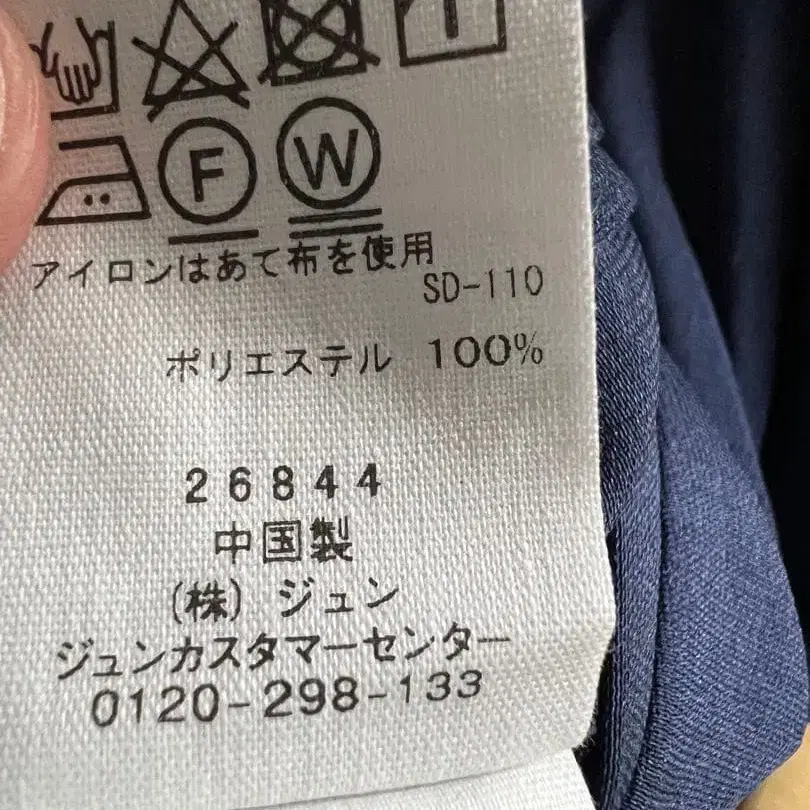 F W
アイロンはあて布を使用
SD-110
ポリエステル 100%
26844
中国製
(株) ジュン
ジュンカスタマーセンター
0120-298-133